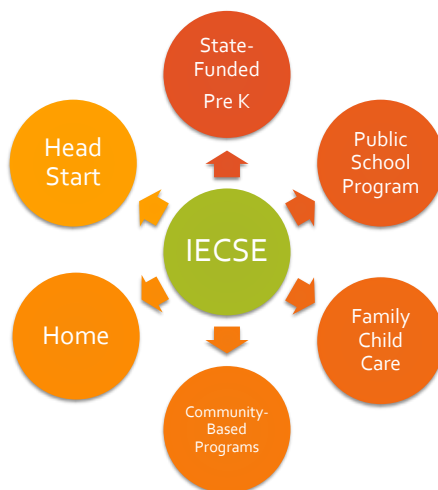 State-
Funded
Pre K
Public
School
Program
Family
Child
Care
Community-
Based
Programs
Home
Head
Start
IECSE